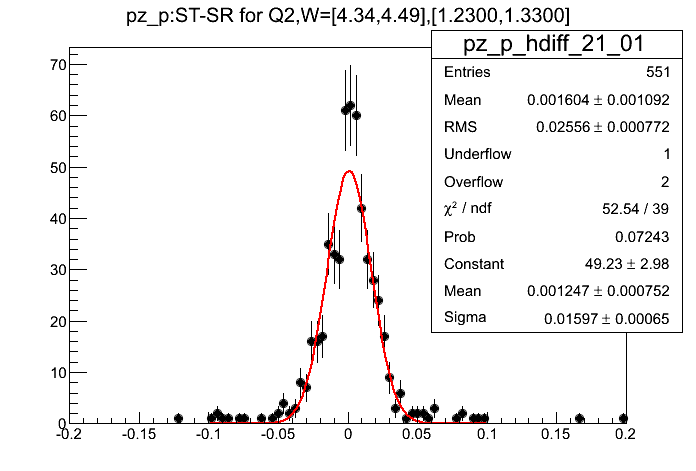 pz_p:ST-SR for Q2,W=[4.34,4.49],[1.2300,1.3300]
pz_p_hdiff_21_01
Entries 551
Mean 0.001604 ± 0.001092
RMS 0.02556 ± 0.000772
Underflow 1
Overflow 2
χ² / ndf 52.54 / 39
Prob 0.07243
Constant 49.23 ± 2.98
Mean 0.001247 ± 0.000752
Sigma 0.01597 ± 0.00065
70
60
50
40
30
20
10
0
-0.2 -0.15 -0.1 -0.05 0 0.05 0.1 0.15 0.2